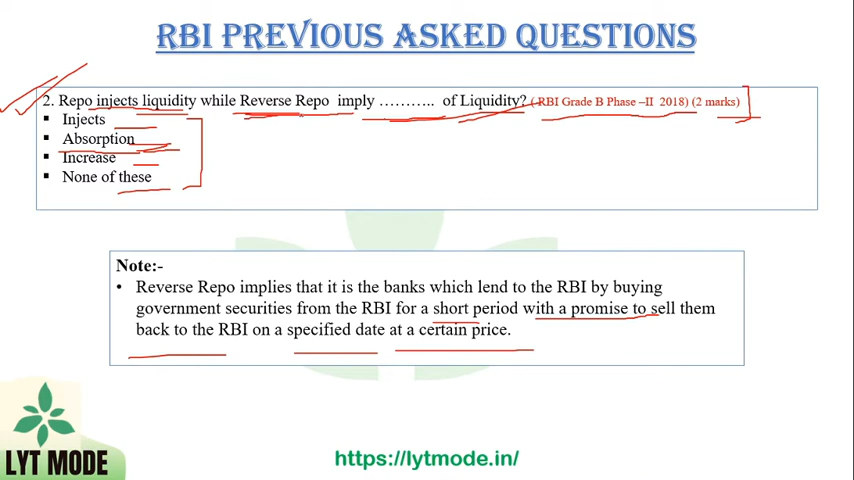 RBI PREVIOUS ASKED QUESTIONS
2. Repo injects liquidity while Reverse Repo imply ……….. of Liquidity? ( RBI Grade B Phase –II 2018) (2 marks)
▪ Injects
▪ Absorption
▪ Increase
▪ None of these
Note:-
• Reverse Repo implies that it is the banks which lend to the RBI by buying
government securities from the RBI for a short period with a promise to sell them
back to the RBI on a specified date at a certain price.
LYT MODE
https://lytmode.in/